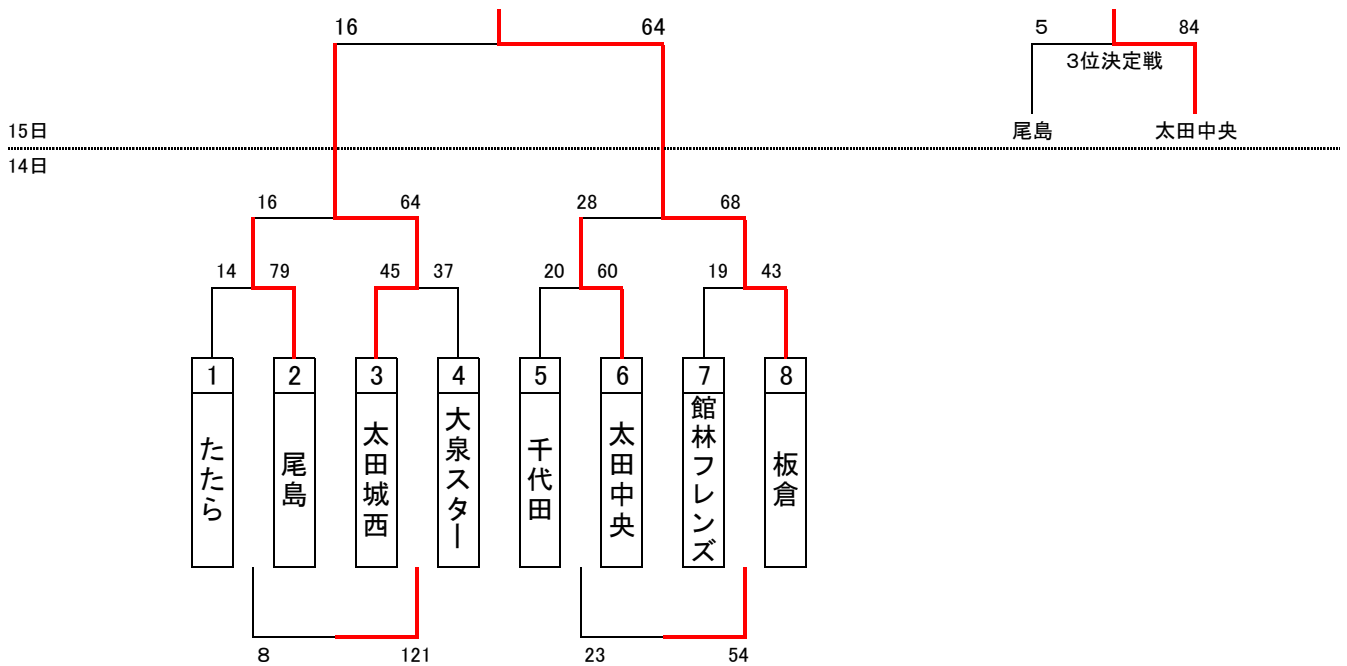 16 64 5 84
3位決定戦
15日 尾島 太田中央
14日
16 64 28 68
14 79 45 37 20 60 19 43
1 2 3 4 5 6 7 8
たたら
尾島
太田城西
大泉スター
千代田
太田中央
館林フレンズ
板倉
8 121 23 54